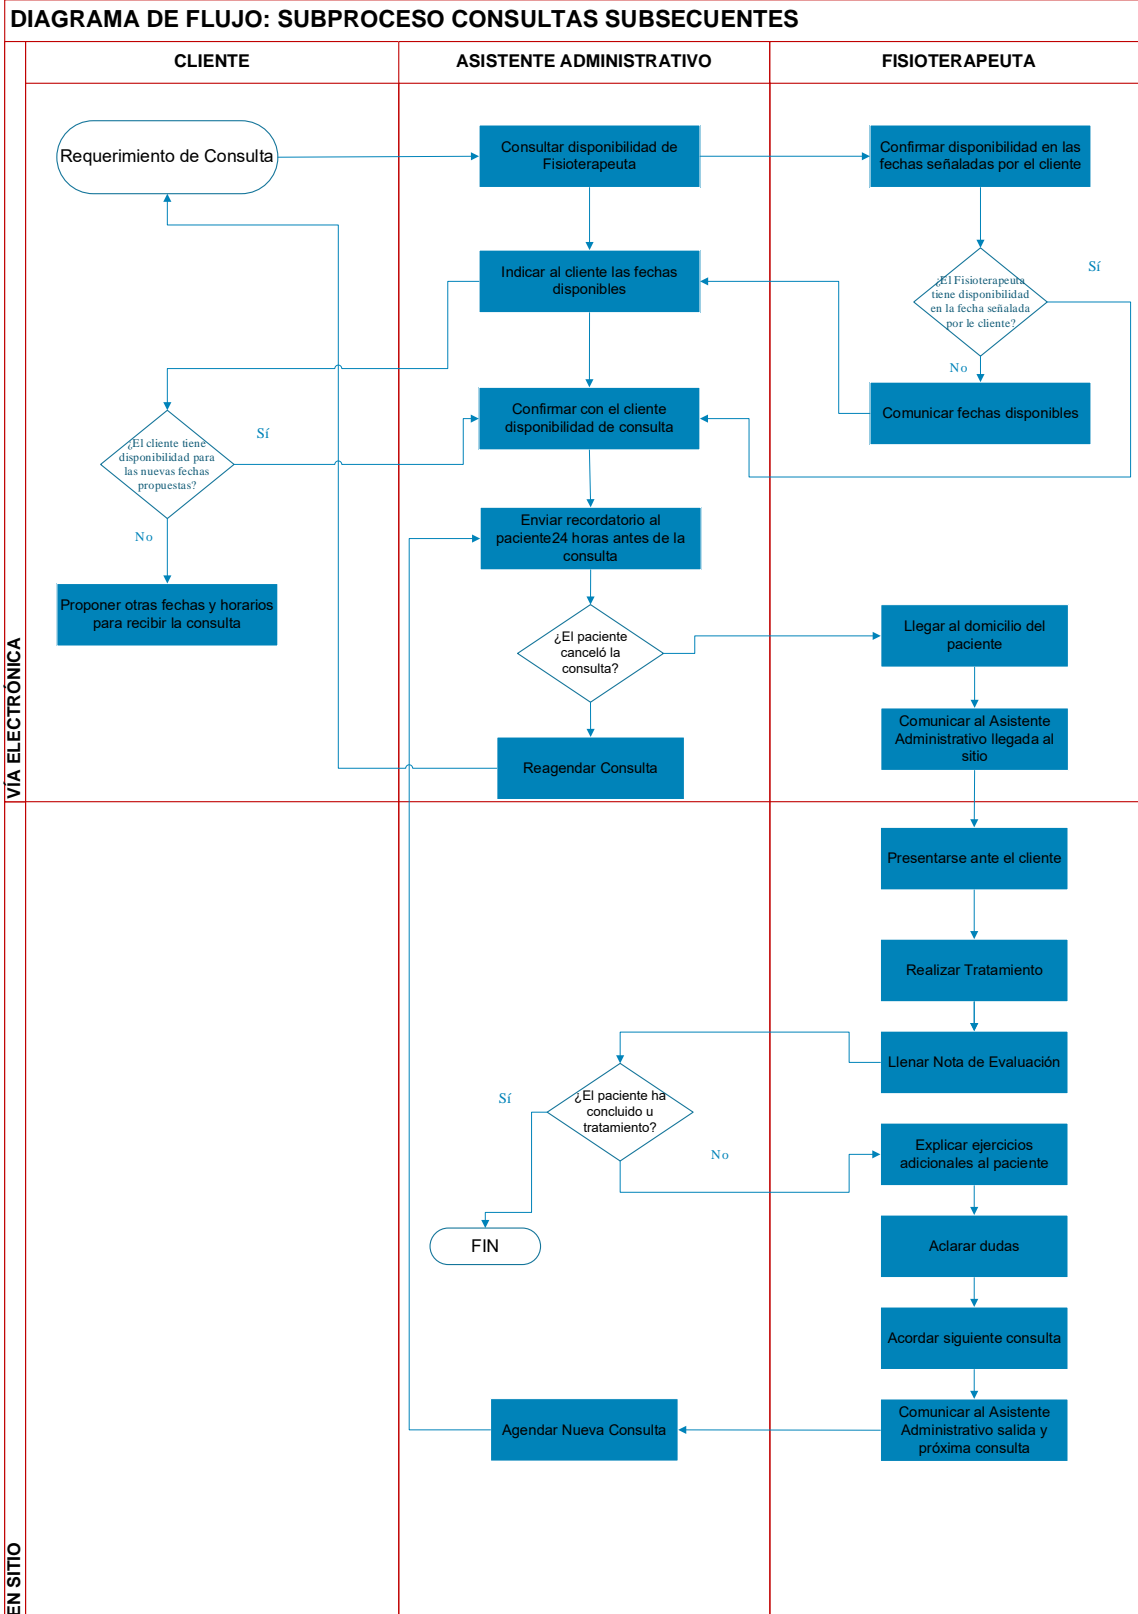 DIAGRAMA DE FLUJO: SUBPROCESO CONSULTAS SUBSECUENTES
CLIENTE
ASISTENTE ADMINISTRATIVO
FISIOTERAPEUTA
VÍA ELECTRÓNICA
Requerimiento de Consulta
Consultar disponibilidad de
Fisioterapeuta
Confirmar disponibilidad en las
fechas señaladas por el cliente
Indicar al cliente las fechas
disponibles
¿El Fisioterapeuta
tiene disponibilidad
en la fecha señalada
por le cliente?
Sí
No
Comunicar fechas disponibles
Confirmar con el cliente
disponibilidad de consulta
¿El cliente tiene
disponibilidad para
las nuevas fechas
propuestas?
Sí
No
Proponer otras fechas y horarios
para recibir la consulta
Enviar recordatorio al
paciente24 horas antes de la
consulta
¿El paciente
canceló la
consulta?
Reagendar Consulta
Llegar al domicilio del
paciente
Comunicar al Asistente
Administrativo llegada al
sitio
EN SITIO
Presentarse ante el cliente
Realizar Tratamiento
Llenar Nota de Evaluación
¿El paciente ha
concluido u
tratamiento?
Sí
No
FIN
Explicar ejercicios
adicionales al paciente
Aclarar dudas
Acordar siguiente consulta
Comunicar al Asistente
Administrativo salida y
próxima consulta
Agendar Nueva Consulta